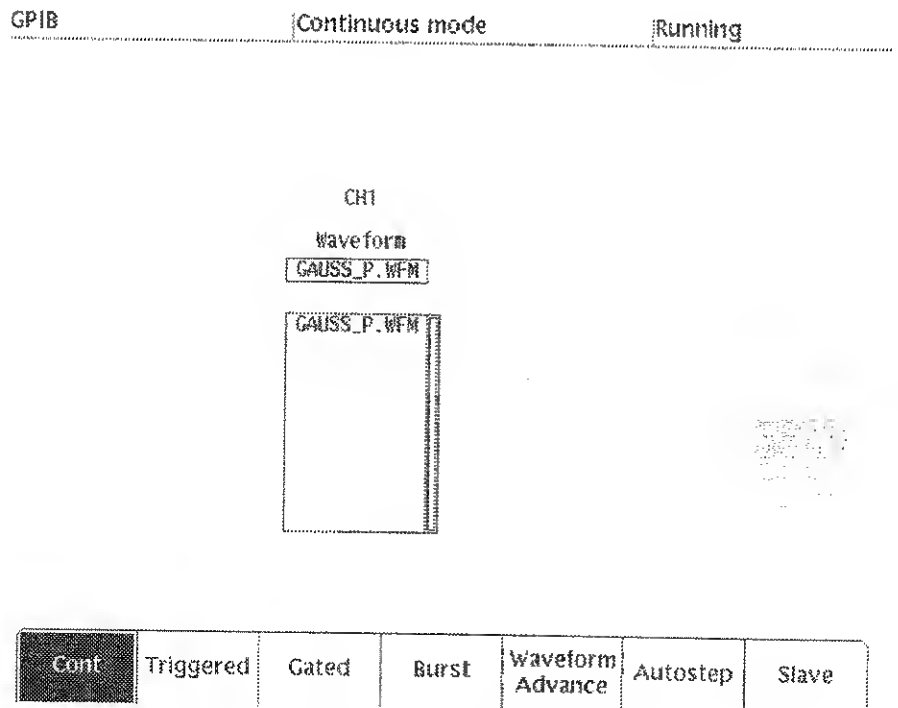 GPIB Continuous mode Running
CH1
Waveform
GAUSS_P.WFM
GAUSS_P.WFM
Cont Triggered Gated Burst Waveform Advance Autostep Slave